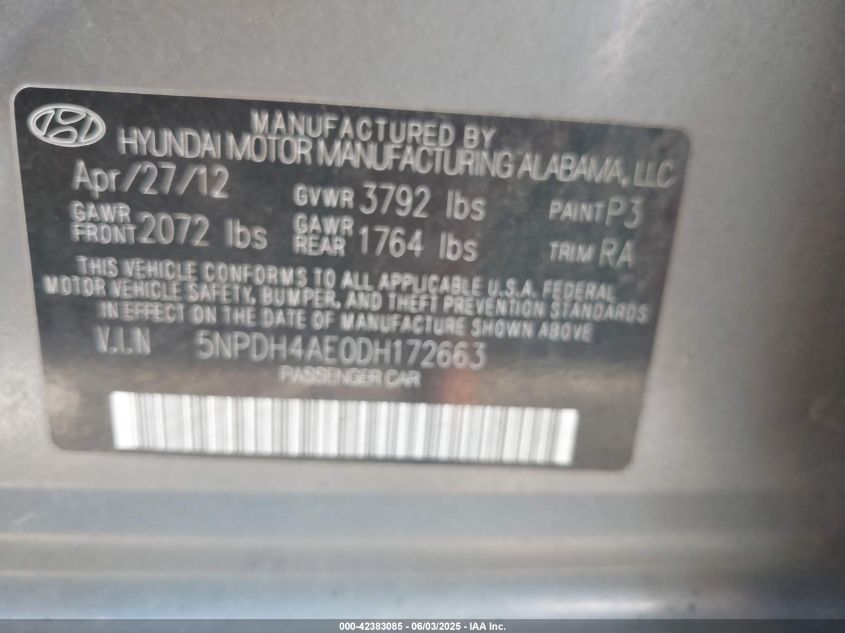 MANUFACTURED BY
HYUNDAI MOTOR MANUFACTURING ALABAMA, LLC
Apr/27/12 GVWR 3792 lbs PAINT P3
GAWR FRONT 2072 lbs GAWR REAR 1764 lbs TRIM RA
THIS VEHICLE CONFORMS TO ALL APPLICABLE U.S.A. FEDERAL
MOTOR VEHICLE SAFETY, BUMPER, AND THEFT PREVENTION STANDARDS
IN EFFECT ON THE DATE OF MANUFACTURE SHOWN ABOVE
V.I.N 5NPDH4AE0DH172663
PASSENGER CAR
000-42383085 - 06/03/2025 - IAA Inc.